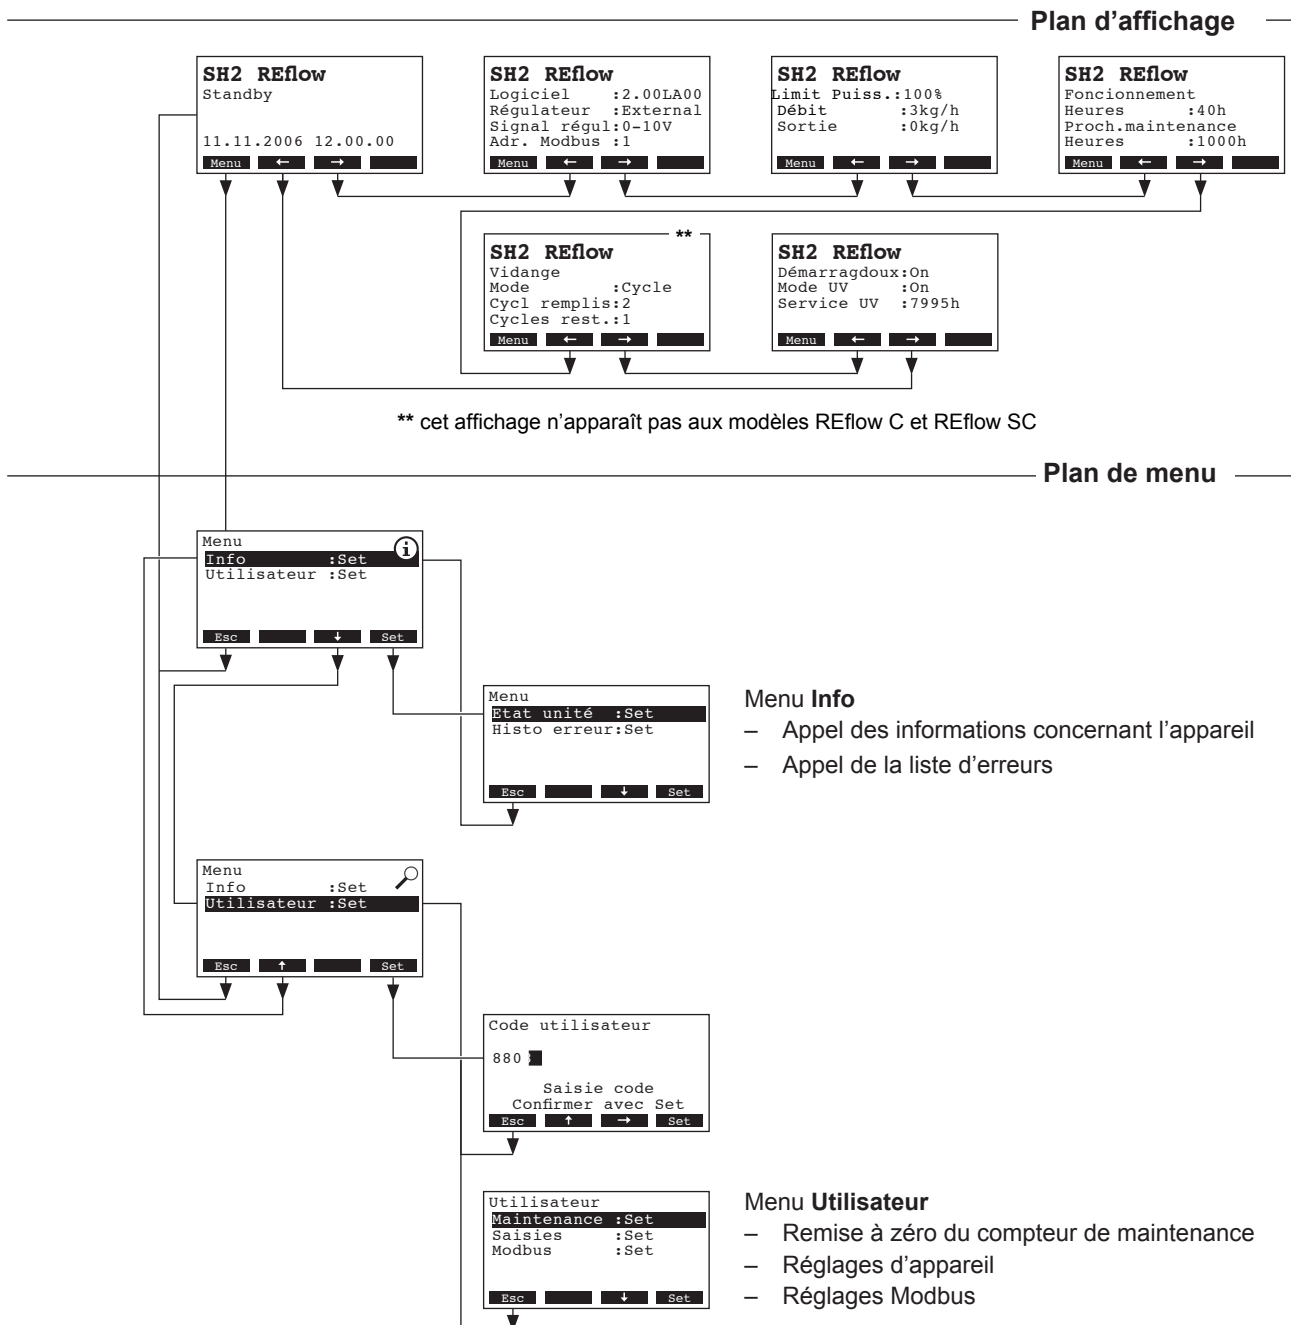 Plan d’affichage
SH2 REflow
Standby
11.11.2006 12.00.00
Menu ← →
SH2 REflow
Logiciel :2.00LA00
Régulateur :External
Signal régul:0-10V
Adr. Modbus :1
Menu ← →
SH2 REflow
Limit Puiss.:100%
Débit :3kg/h
Sortie :0kg/h
Menu ← →
SH2 REflow
Foncionnement
Heures :40h
Proch.maintenance
Heures :1000h
Menu ← →
**
SH2 REflow
Vidange
Mode :Cycle
Cycl remplis:2
Cycles rest.:1
Menu ← →
SH2 REflow
Démarragdoux:On
Mode UV :On
Service UV :7995h
Menu ← →
** cet affichage n’apparaît pas aux modèles REflow C et REflow SC
Plan de menu
Menu
Info :Set
Utilisateur :Set
Esc ↓ Set
Menu
Etat unité :Set
Histo erreur:Set
Esc ↓ Set
Menu Info
– Appel des informations concernant l’appareil
– Appel de la liste d’erreurs
Menu
Info :Set
Utilisateur :Set
Esc ↑ Set
Code utilisateur
880
Saisie code
Confirmer avec Set
Esc ↑ → Set
Utilisateur
Maintenance :Set
Saisies :Set
Modbus :Set
Esc ↓ Set
Menu Utilisateur
– Remise à zéro du compteur de maintenance
– Réglages d’appareil
– Réglages Modbus